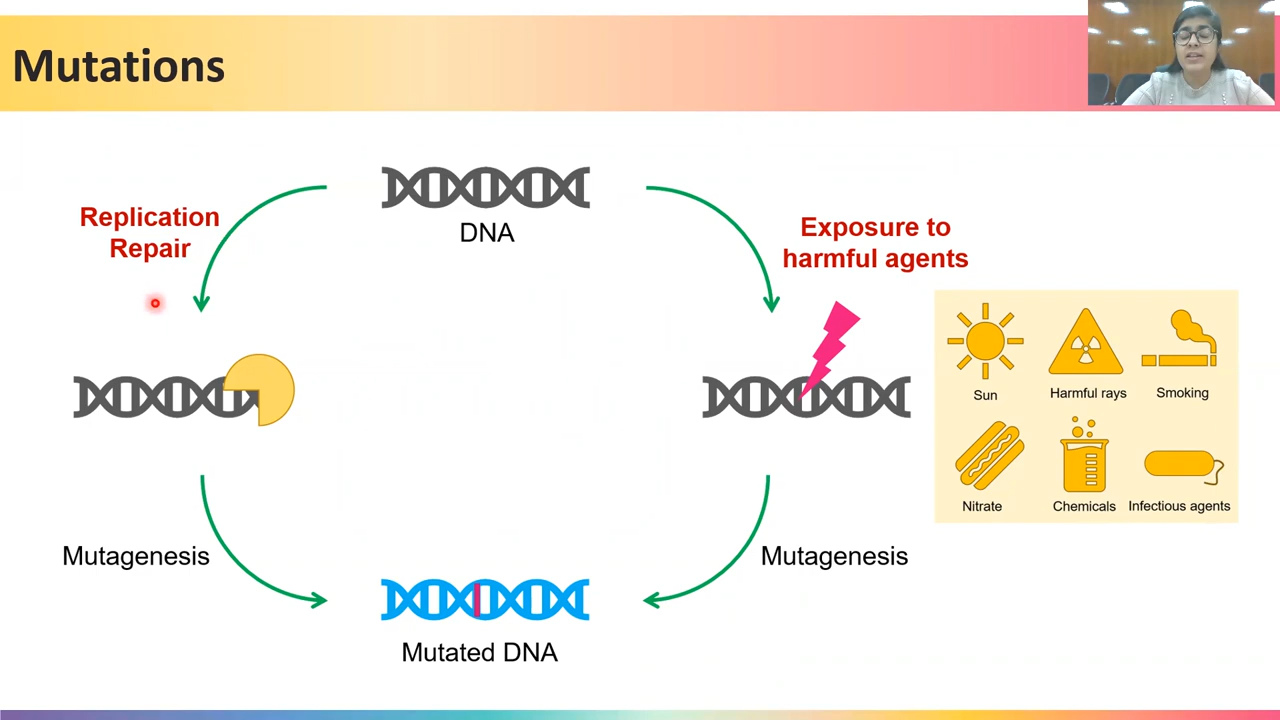 Mutations
DNA
Replication
Repair
Exposure to
harmful agents
Sun
Harmful rays
Smoking
Nitrate
Chemicals
Infectious agents
Mutagenesis
Mutagenesis
Mutated DNA